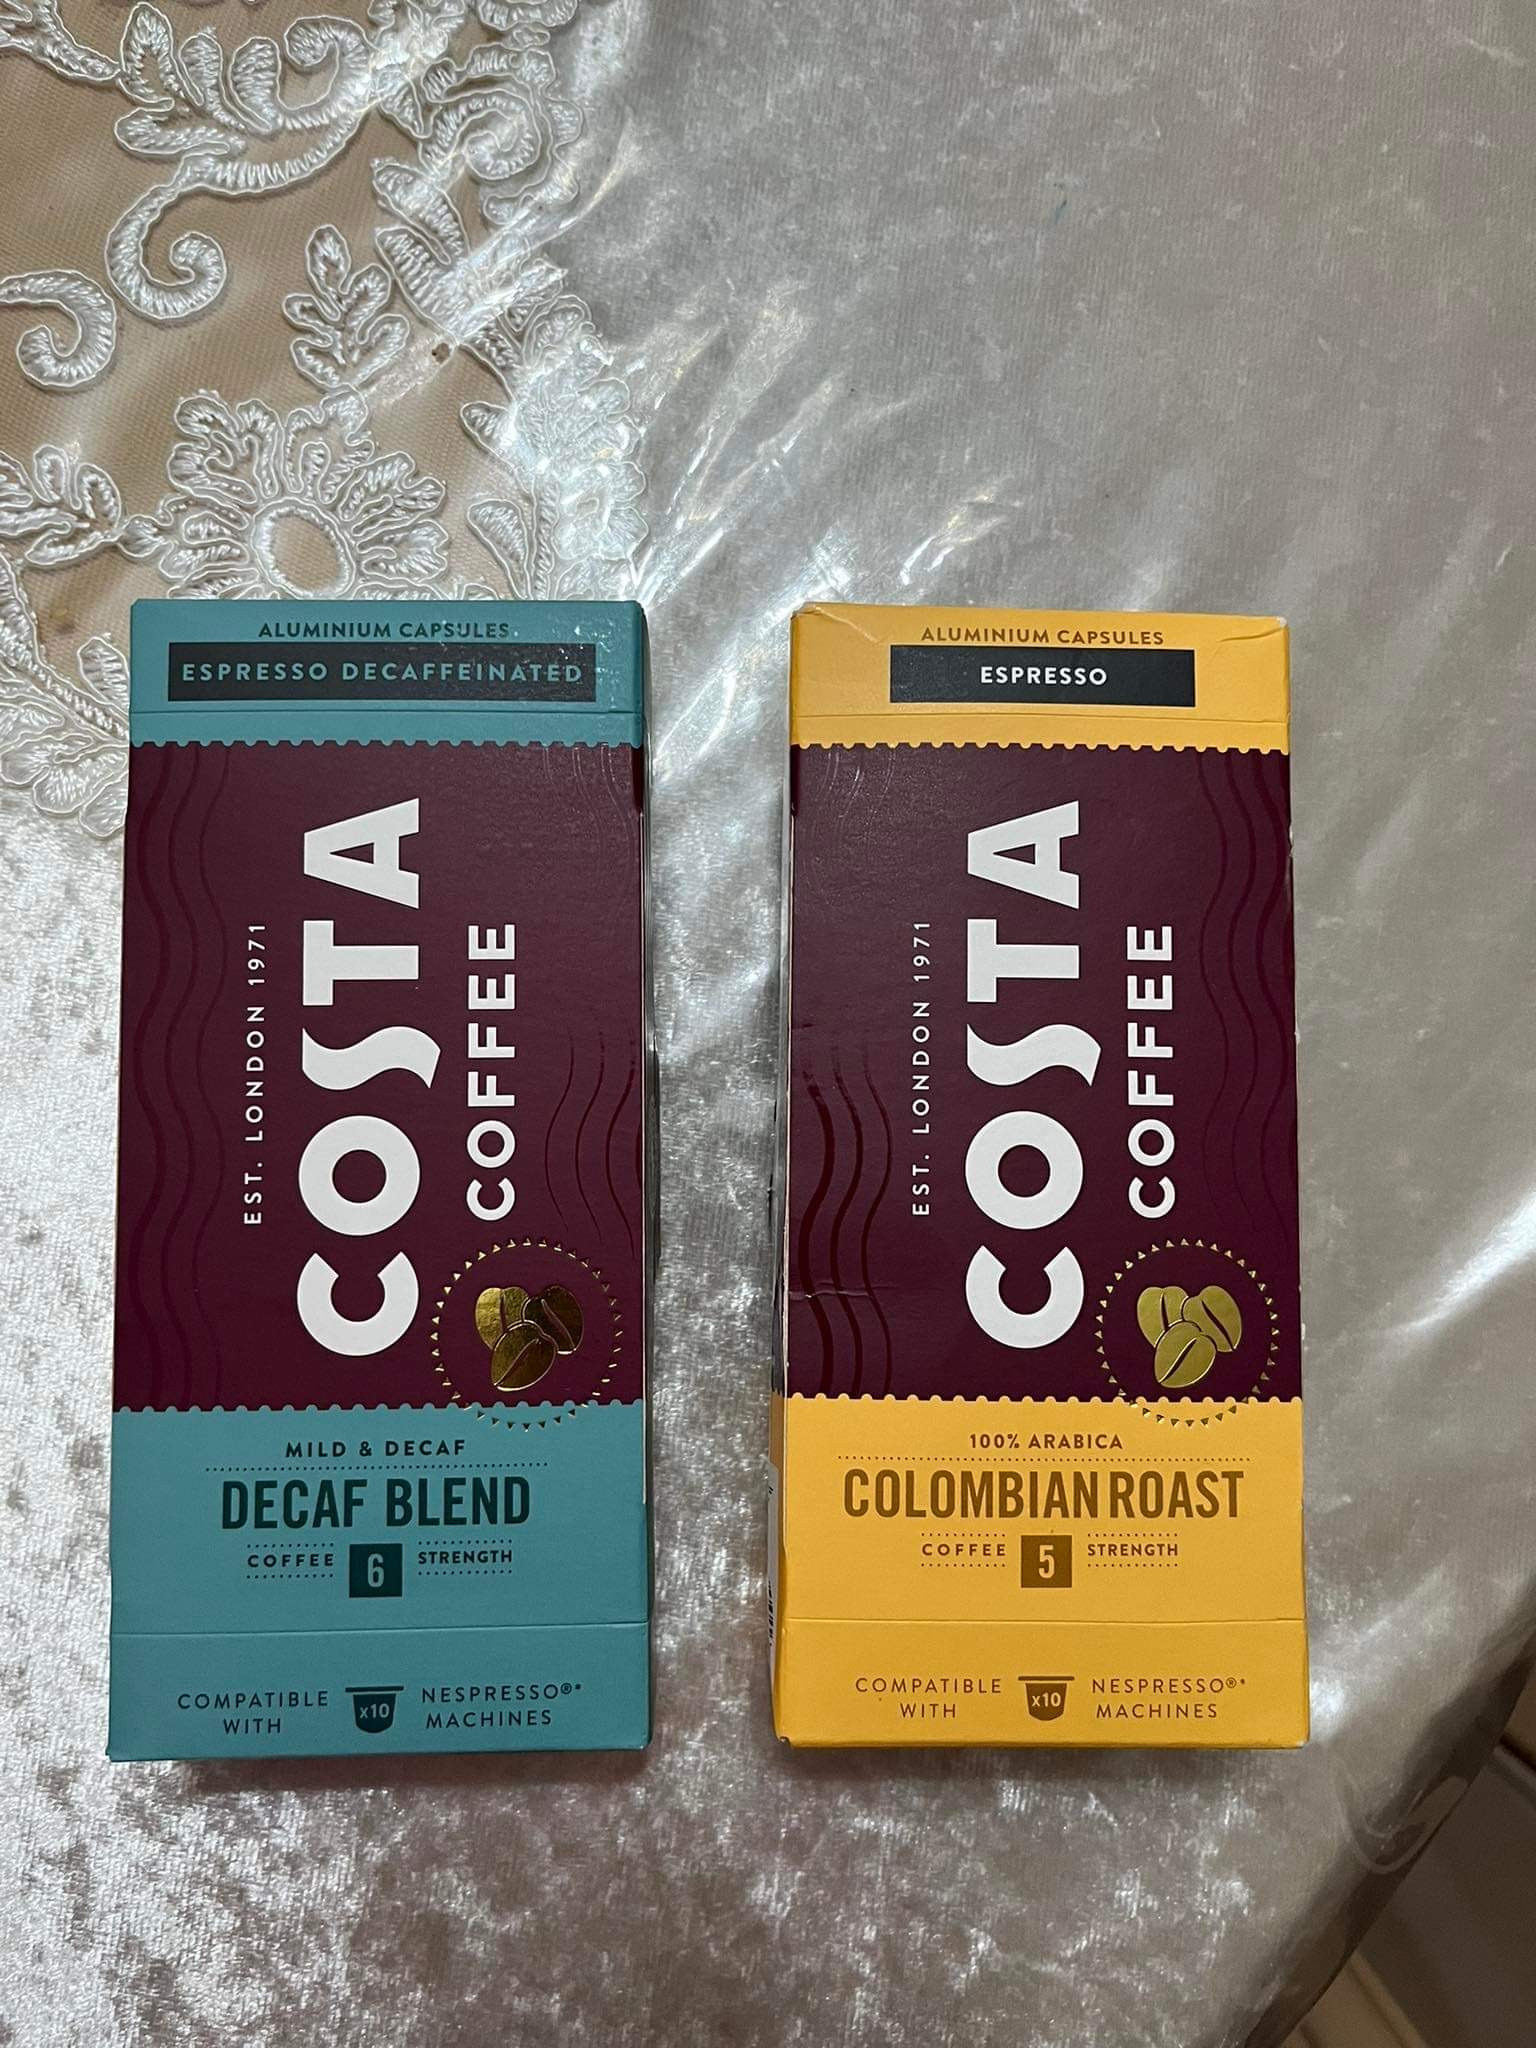 ALUMINIUM CAPSULES
ESPRESSO DECAFFEINATED
EST. LONDON 1971
COSTA
COFFEE
MILD & DECAF
DECAF BLEND
COFFEE 6 STRENGTH
COMPATIBLE WITH
x10
NESPRESSO®* MACHINES
ALUMINIUM CAPSULES
ESPRESSO
EST. LONDON 1971
COSTA
COFFEE
100% ARABICA
COLOMBIAN ROAST
COFFEE 5 STRENGTH
COMPATIBLE WITH
x10
NESPRESSO®* MACHINES